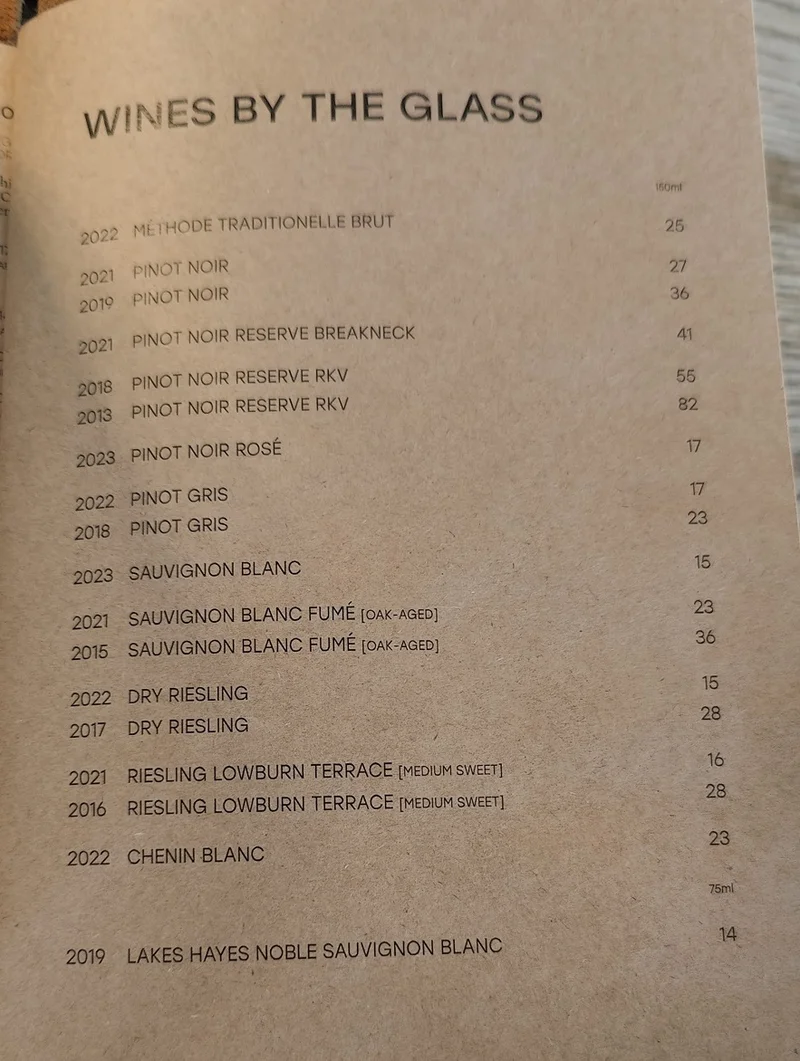 WINES BY THE GLASS
150ml
2022 MÉTHODE TRADITIONELLE BRUT 25
2021 PINOT NOIR 27
2019 PINOT NOIR 36
2021 PINOT NOIR RESERVE BREAKNECK 41
2018 PINOT NOIR RESERVE RKV 55
2013 PINOT NOIR RESERVE RKV 82
2023 PINOT NOIR ROSÉ 17
2022 PINOT GRIS 17
2018 PINOT GRIS 23
2023 SAUVIGNON BLANC 15
2021 SAUVIGNON BLANC FUMÉ [OAK-AGED] 23
2015 SAUVIGNON BLANC FUMÉ [OAK-AGED] 36
2022 DRY RIESLING 15
2017 DRY RIESLING 28
2021 RIESLING LOWBURN TERRACE [MEDIUM SWEET] 16
2016 RIESLING LOWBURN TERRACE [MEDIUM SWEET] 28
2022 CHENIN BLANC 23
75ml
2019 LAKES HAYES NOBLE SAUVIGNON BLANC 14